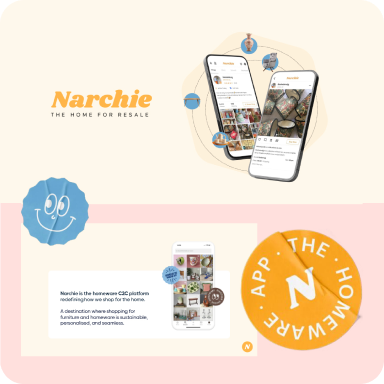 Narchie
THE HOME FOR RESALE
Narchie is the homeware C2C platform
redefining how we shop for the home.
A destination where shopping for
furniture and homeware is sustainable,
personalised, and seamless.
N
· THE · HOMEWARE · APP
N